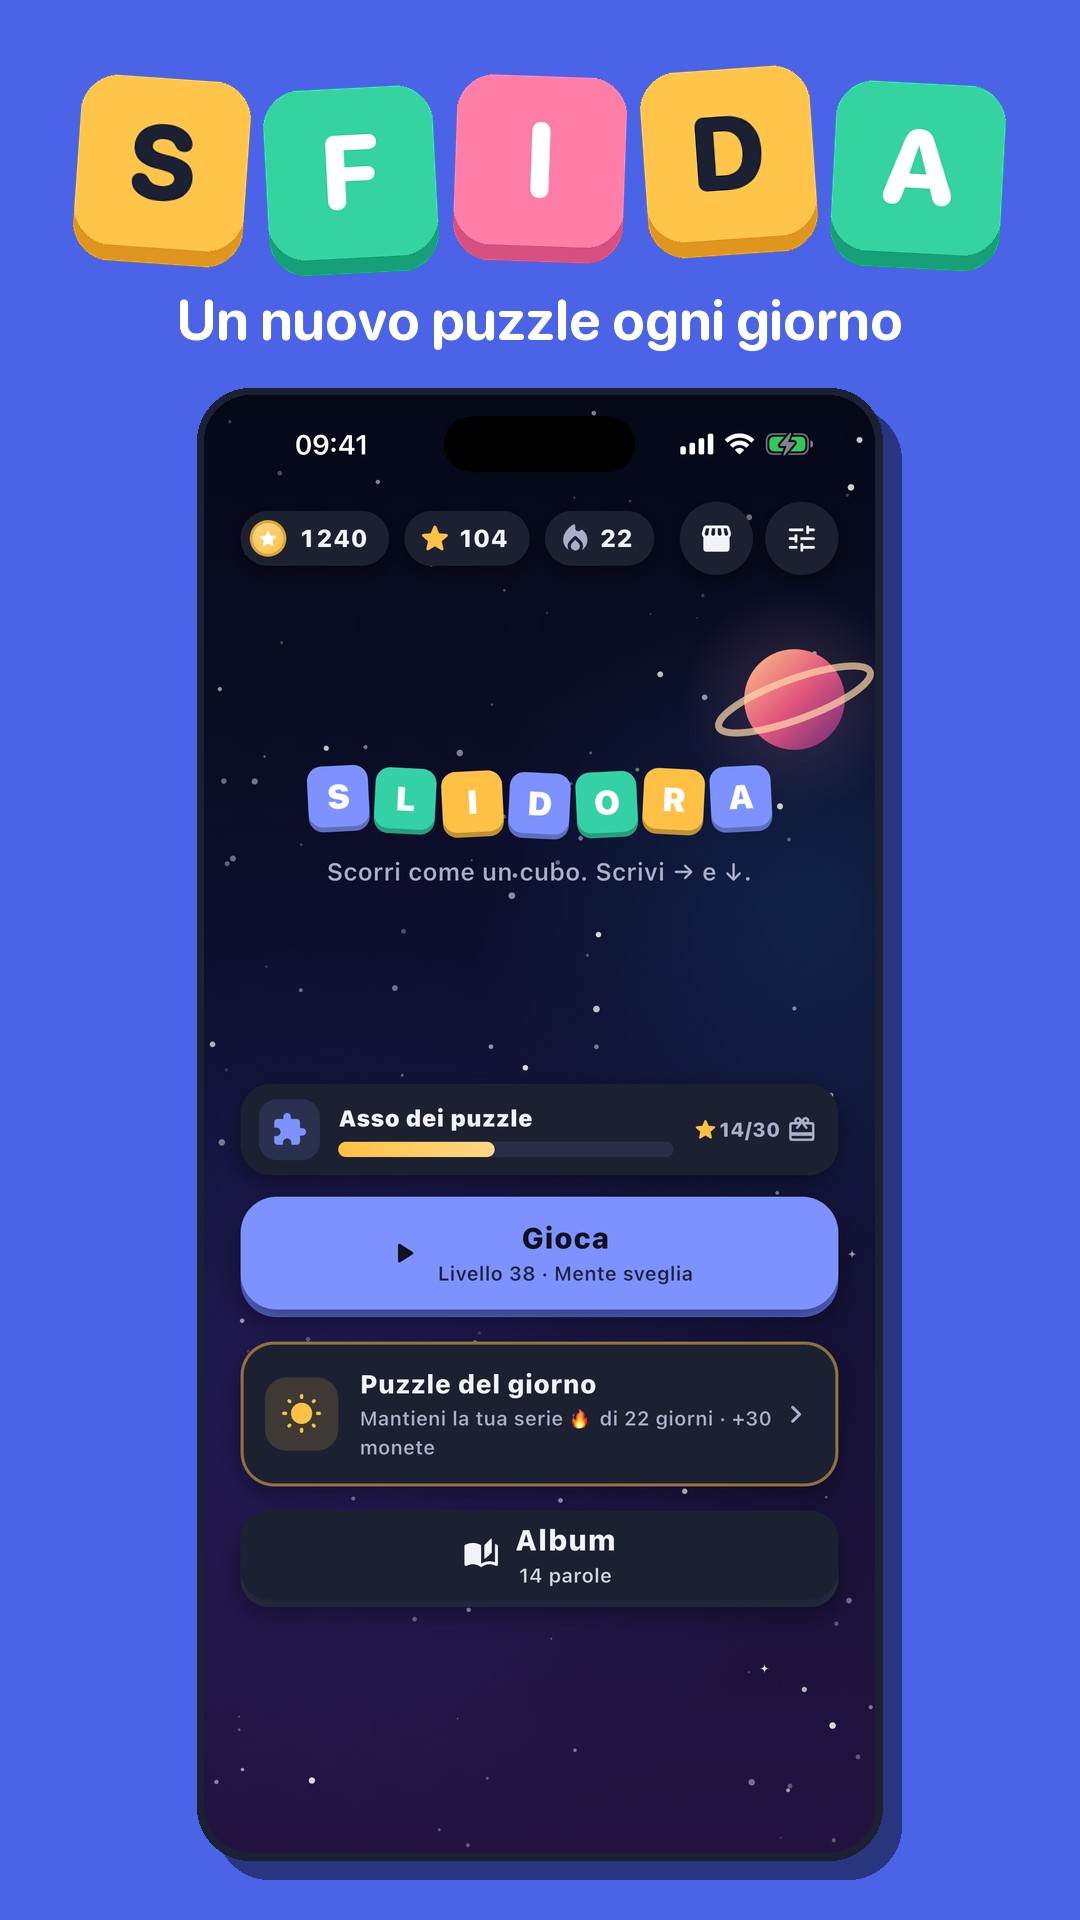 SFIDA
Un nuovo puzzle ogni giorno
09:41
1240 104 22
SLIDORA
Scorri come un cubo. Scrivi → e ↓.
Asso dei puzzle
14/30
Gioca
Livello 38 · Mente sveglia
Puzzle del giorno
Mantieni la tua serie 🔥 di 22 giorni · +30
monete
Album
14 parole